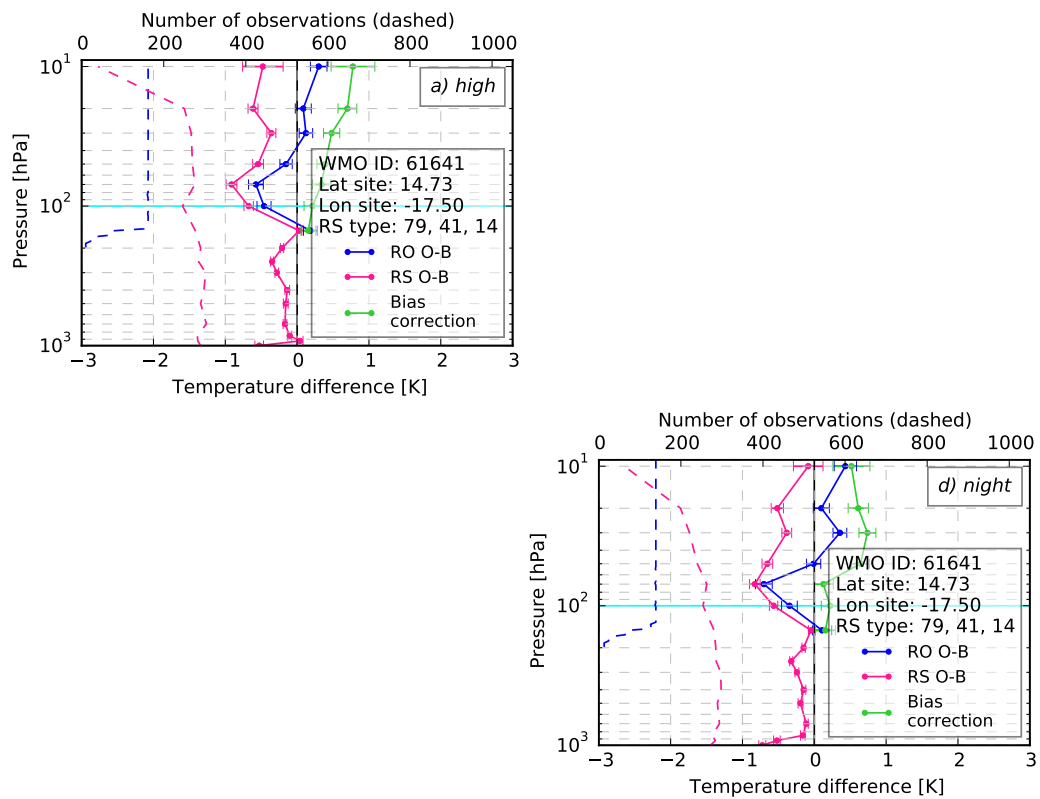 Number of observations (dashed)
0 200 400 600 800 1000
10¹
a) high
WMO ID: 61641
Lat site: 14.73
Lon site: -17.50
RS type: 79, 41, 14
RO O-B
RS O-B
Bias
correction
10²
10³
Pressure [hPa]
−3 −2 −1 0 1 2 3
Temperature difference [K]
Number of observations (dashed)
0 200 400 600 800 1000
10¹
d) night
WMO ID: 61641
Lat site: 14.73
Lon site: -17.50
RS type: 79, 41, 14
RO O-B
RS O-B
Bias
correction
10²
10³
Pressure [hPa]
−3 −2 −1 0 1 2 3
Temperature difference [K]